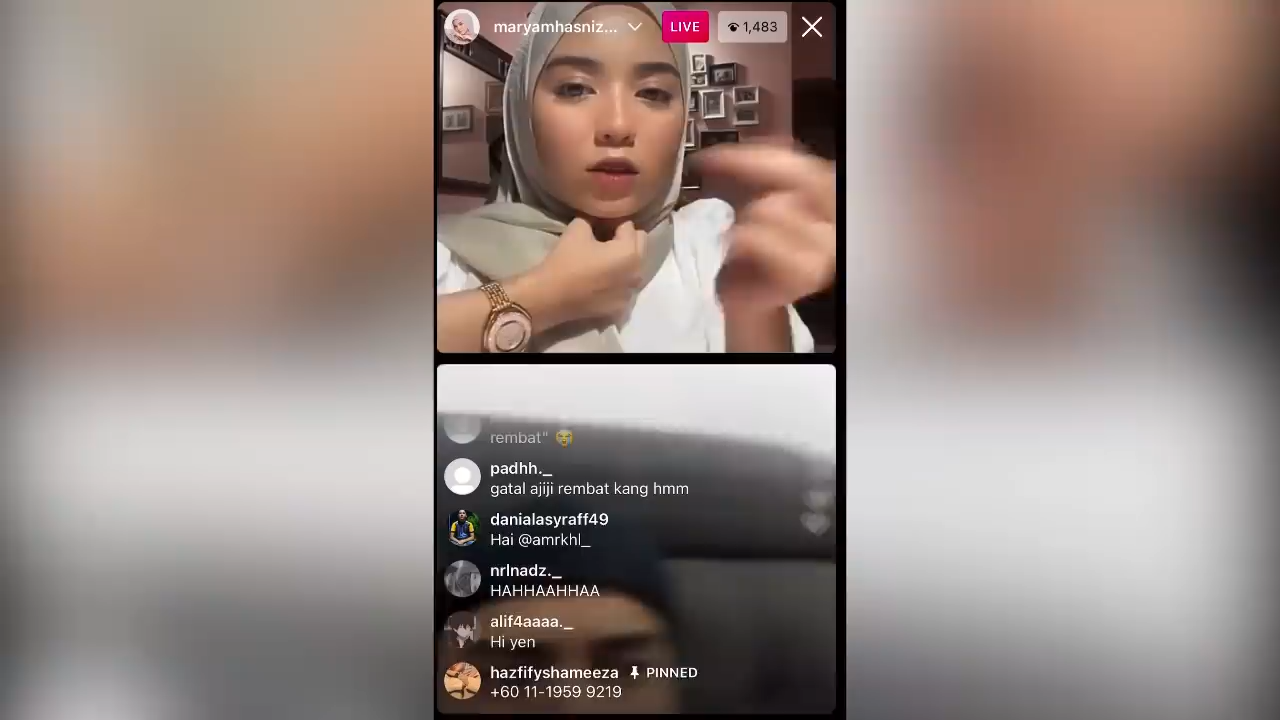 maryamhasniz...
LIVE
1,483
rembat" 😭
padhh._
gatal ajiji rembat kang hmm
danialasyraff49
Hai @amrkhl_
nrlnadz._
HAHHAAHHAA
alif4aaaa._
Hi yen
hazfifyshameeza PINNED
+60 11-1959 9219